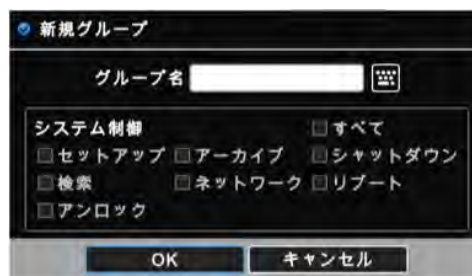 新規グループ
グループ名
システム制御 すべて
セットアップ アーカイブ シャットダウン
検索 ネットワーク リブート
アンロック
OK キャンセル